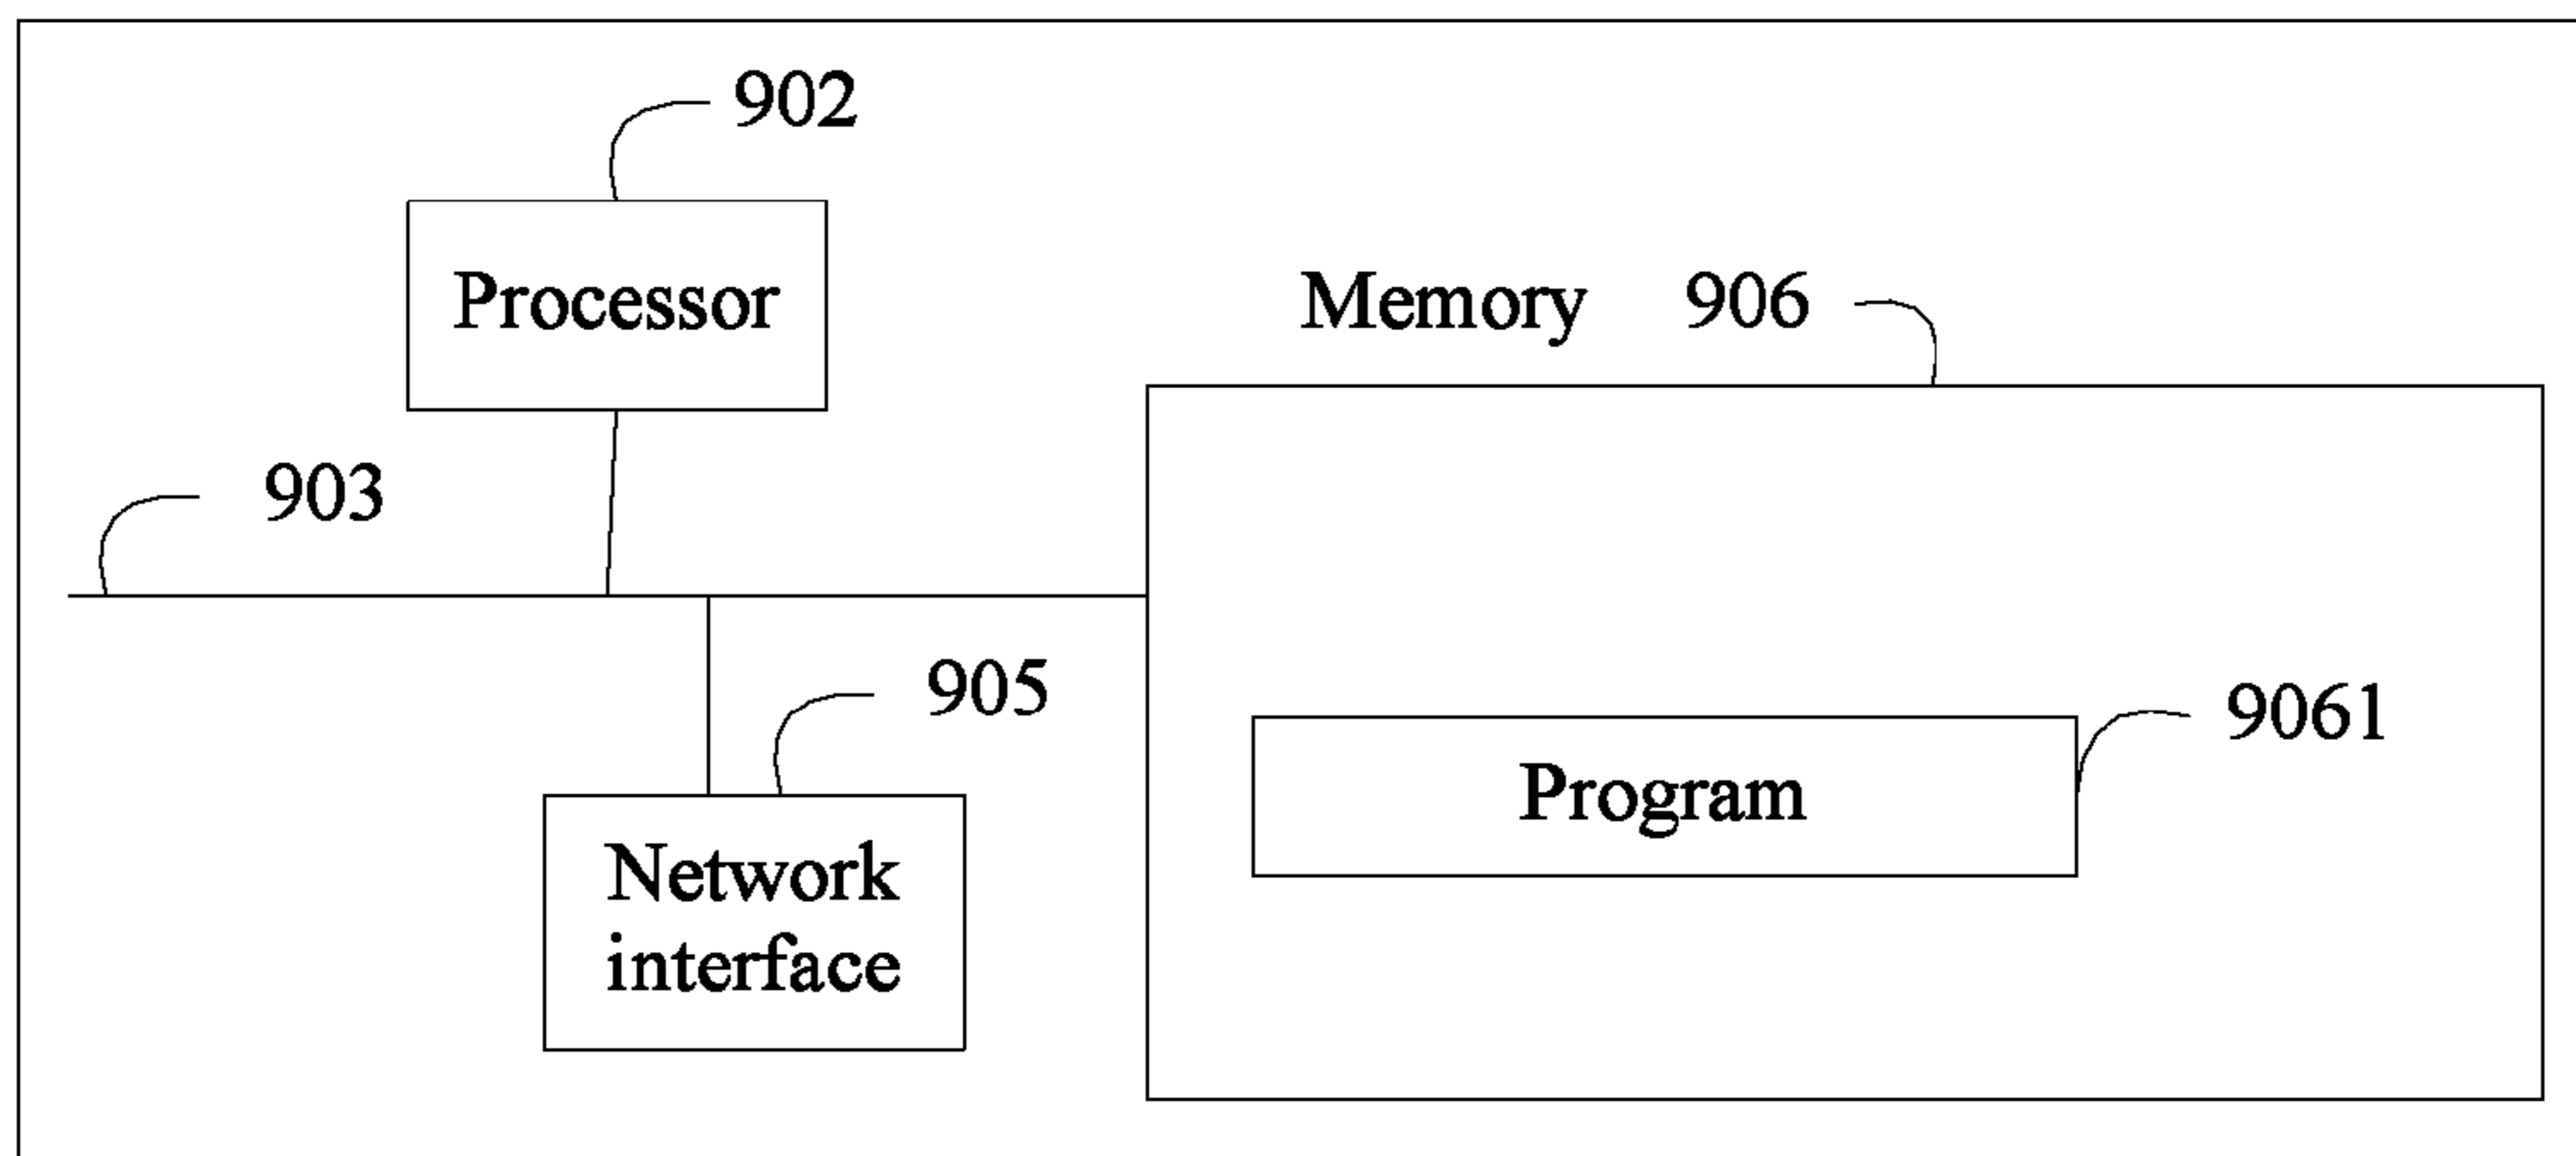 902
Processor
Memory 906
903
905
9061
Program
Network
interface